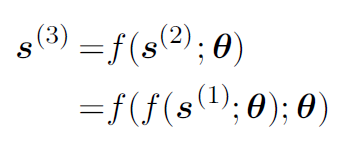 s⁽³⁾ =f(s⁽²⁾; θ)
=f(f(s⁽¹⁾; θ); θ)